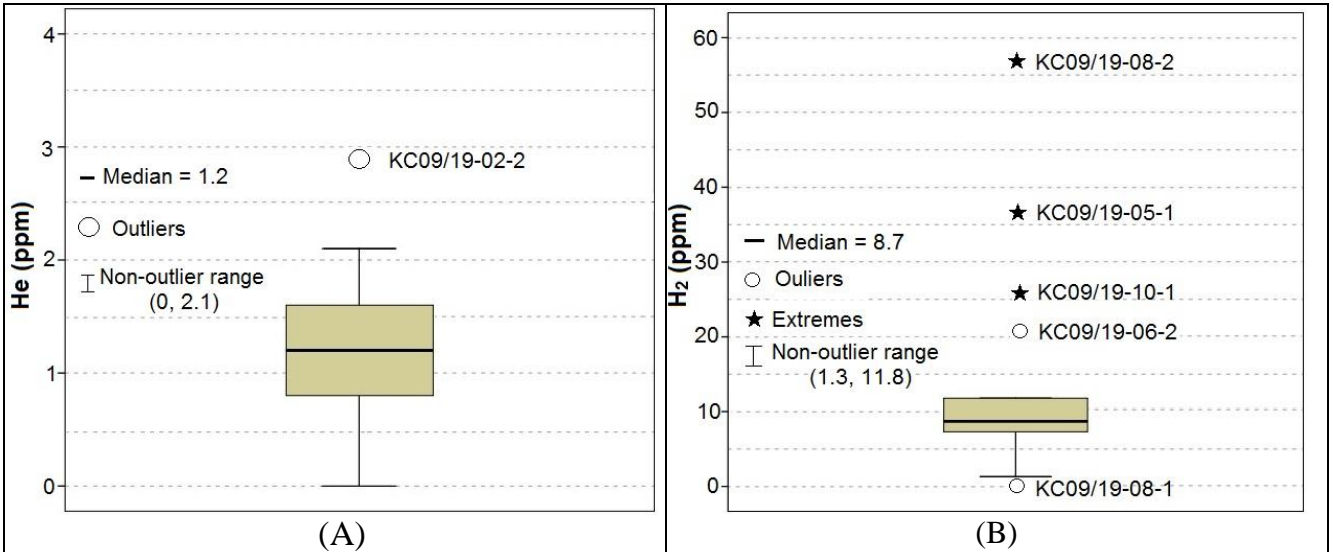 4
3
2
1
0
He (ppm)
KC09/19-02-2
Median = 1.2
Outliers
Non-outlier range
(0, 2.1)
(A)
60
50
40
30
20
10
0
H₂ (ppm)
KC09/19-08-2
KC09/19-05-1
Median = 8.7
Ouliers
KC09/19-10-1
Extremes
KC09/19-06-2
Non-outlier range
(1.3, 11.8)
KC09/19-08-1
(B)